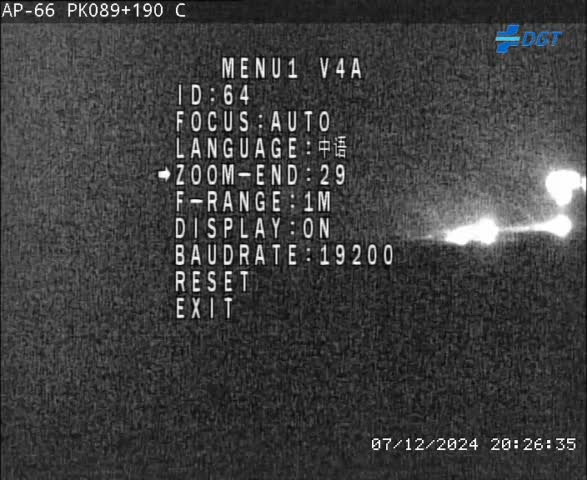 AP-66 PK089+190 C
DGT
MENU1 V4A
ID:64
FOCUS:AUTO
LANGUAGE:中语
ZOOM-END:29
F-RANGE:1M
DISPLAY:ON
BAUDRATE:19200
RESET
EXIT
07/12/2024 20:26:35